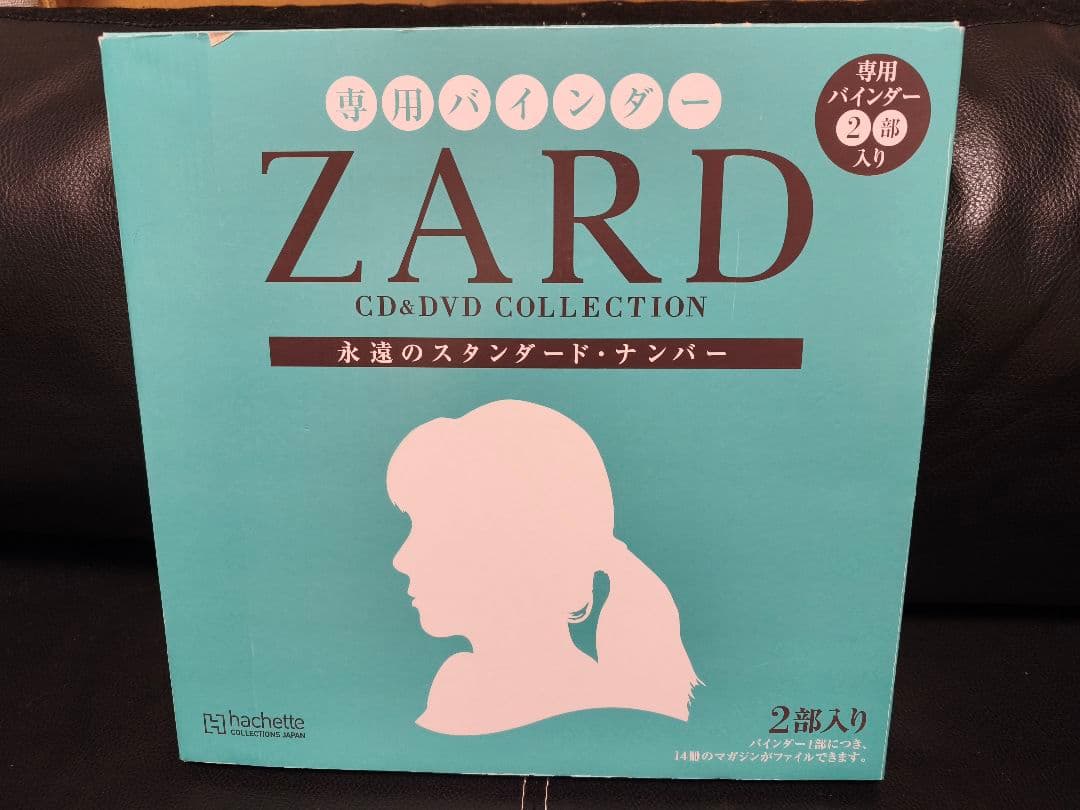 専用バインダー
専用
バインダー
2部
入り
ZARD
CD&DVD COLLECTION
永遠のスタンダード・ナンバー
hachette
COLLECTIONS JAPAN
2部入り
バインダー1部につき、
14冊のマガジンがファイルできます。